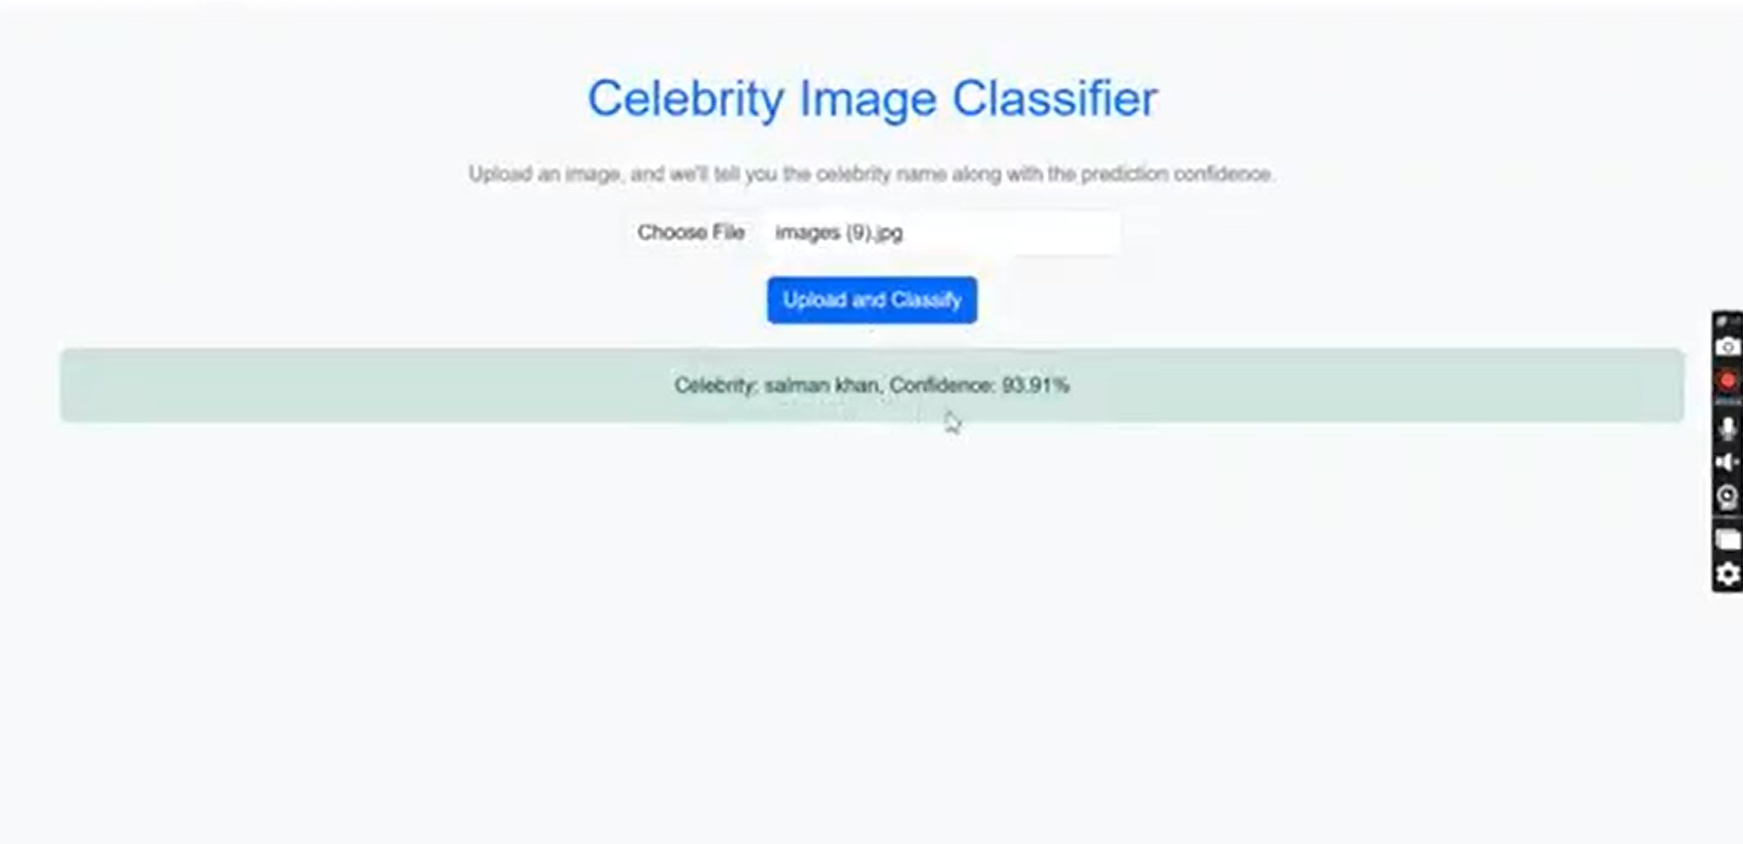 Celebrity Image Classifier
Upload an image, and we'll tell you the celebrity name along with the prediction confidence.
Choose File images (9).jpg
Upload and Classify
Celebrity: salman khan, Confidence: 93.91%